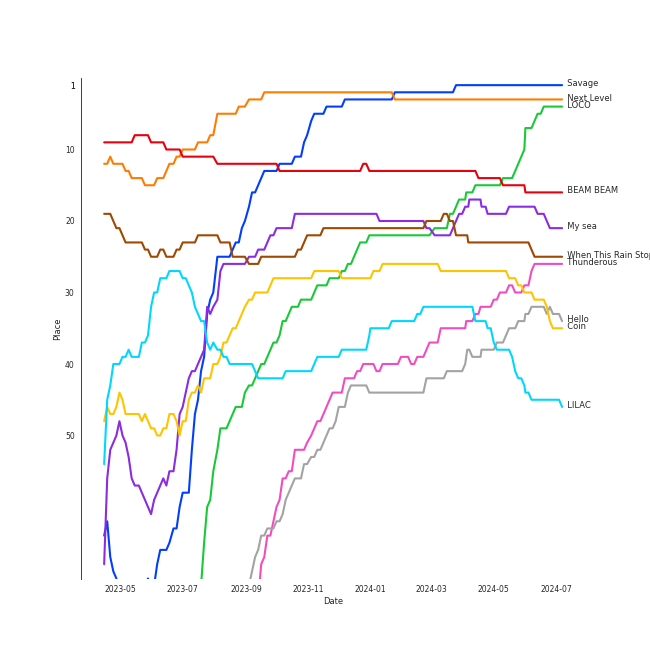 1
10
20
30
40
50
Place
2023-05
2023-07
2023-09
2023-11
2024-01
2024-03
2024-05
2024-07
Date
Savage
Next Level
LOCO
BEAM BEAM
My sea
When This Rain Stop
Thunderous
Hello
Coin
LILAC